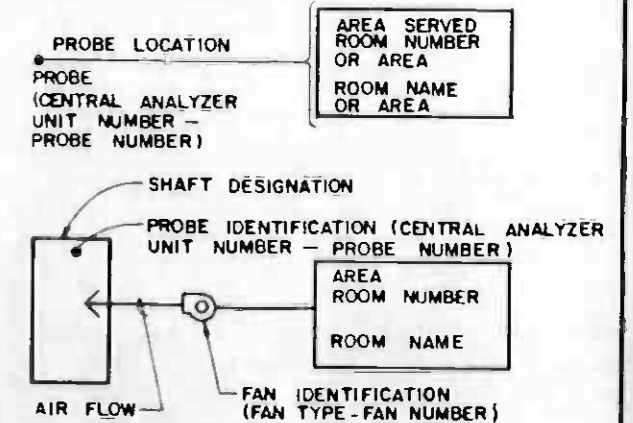 PROBE LOCATION
PROBE
(CENTRAL ANALYZER
UNIT NUMBER —
PROBE NUMBER)
AREA SERVED
ROOM NUMBER
OR AREA
ROOM NAME
OR AREA
SHAFT DESIGNATION
PROBE IDENTIFICATION (CENTRAL ANALYZER
UNIT NUMBER — PROBE NUMBER)
AREA
ROOM NUMBER
ROOM NAME
FAN IDENTIFICATION
(FAN TYPE - FAN NUMBER)
AIR FLOW